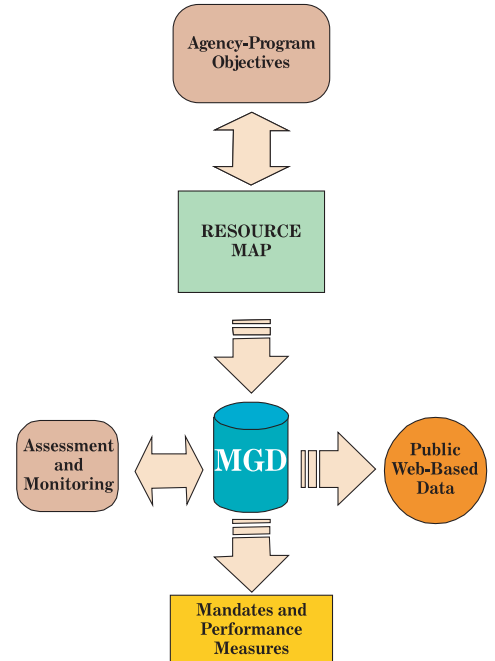 Agency-Program
Objectives
RESOURCE
MAP
Assessment
and
Monitoring
MGD
Public
Web-Based
Data
Mandates and
Performance
Measures